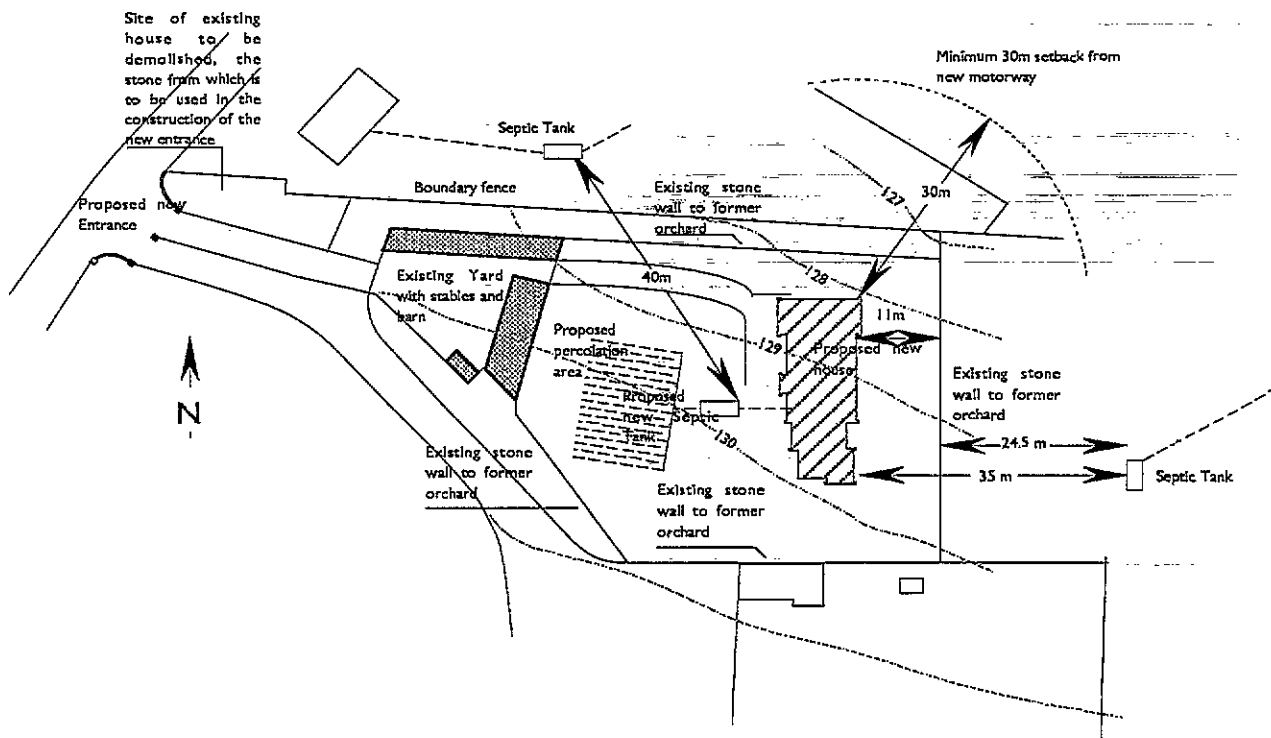 Site of existing
house to be
demolished, the
stone from which is
to be used in the
construction of the
new entrance
Minimum 30m setback from
new motorway
Septic Tank
Boundary fence
Existing stone
wall to former
orchard
127
30m
Proposed new
Entrance
Existing Yard
with stables and
barn
40m
128
11m
Proposed
percolation
area
129
Proposed new
house
Proposed
new Septic
Tank
130
Existing stone
wall to former
orchard
24.5 m
35 m
Septic Tank
N
Existing stone
wall to former
orchard
Existing stone
wall to former
orchard